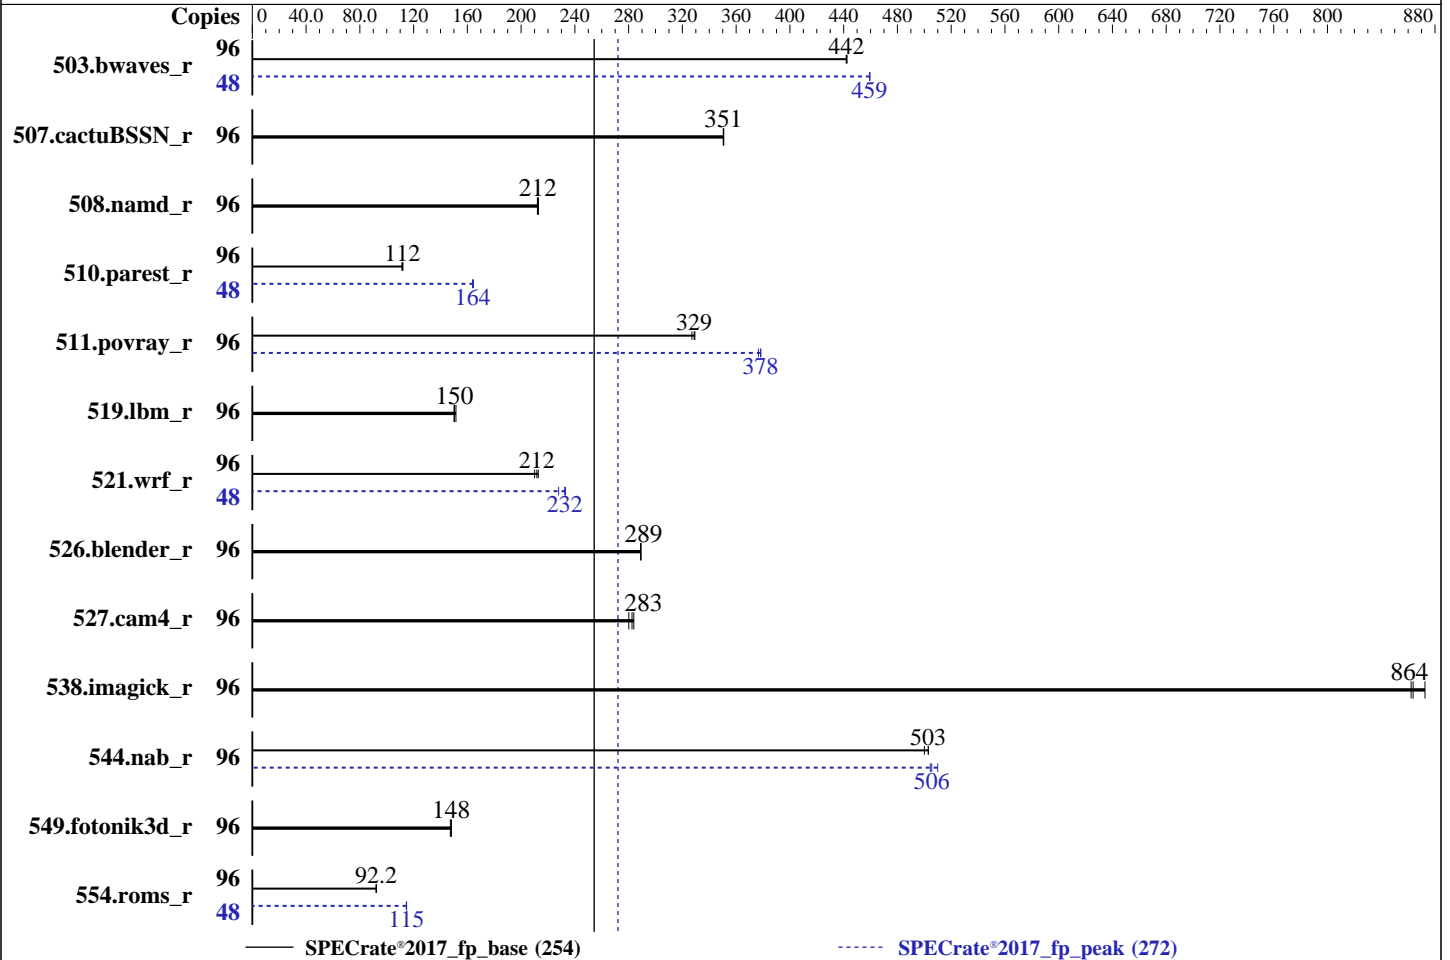 Copies 0 40.0 80.0 120 160 200 240 280 320 360 400 440 480 520 560 600 640 680 720 760 800 880
503.bwaves_r 96 442
48 459
507.cactuBSSN_r 96 351
508.namd_r 96 212
510.parest_r 96 112
48 164
511.povray_r 96 329
378
519.lbm_r 96 150
521.wrf_r 96 212
48 232
526.blender_r 96 289
527.cam4_r 96 283
538.imagick_r 96 864
544.nab_r 96 503
506
549.fotonik3d_r 96 148
554.roms_r 96 92.2
48 115
SPECrate®2017_fp_base (254) SPECrate®2017_fp_peak (272)